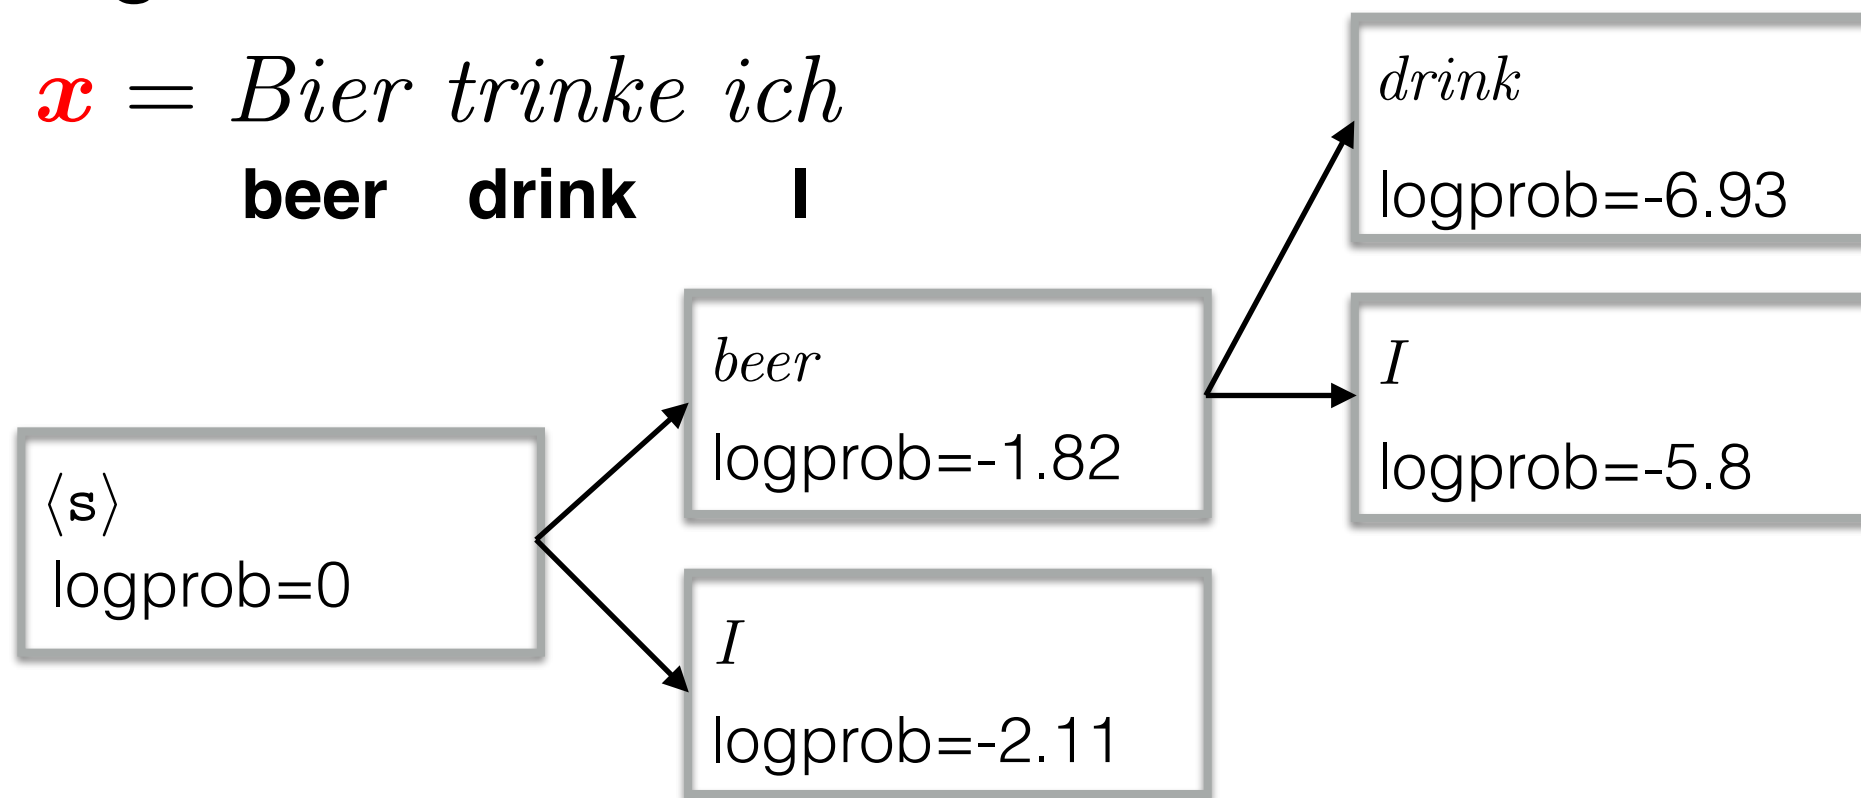 x = Bier trinke ich
beer drink I
drink
logprob=-6.93
beer
logprob=-1.82
I
logprob=-5.8
⟨s⟩
logprob=0
I
logprob=-2.11